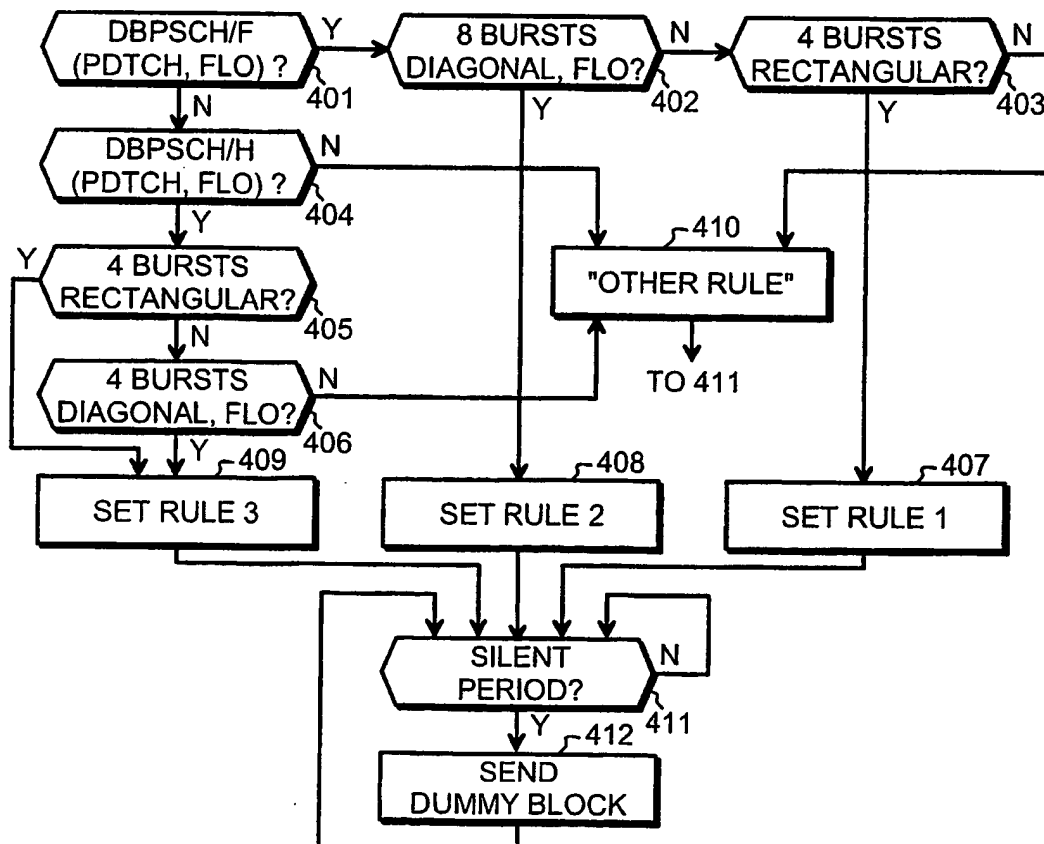 DBPSCH/F
(PDTCH, FLO) ?
401
Y
N
8 BURSTS
DIAGONAL, FLO?
402
N
Y
4 BURSTS
RECTANGULAR?
403
N
Y
DBPSCH/H
(PDTCH, FLO) ?
404
N
Y
4 BURSTS
RECTANGULAR?
405
Y
N
410
"OTHER RULE"
TO 411
4 BURSTS
DIAGONAL, FLO?
406
N
Y
409
SET RULE 3
408
SET RULE 2
407
SET RULE 1
SILENT
PERIOD?
411
N
Y
412
SEND
DUMMY BLOCK